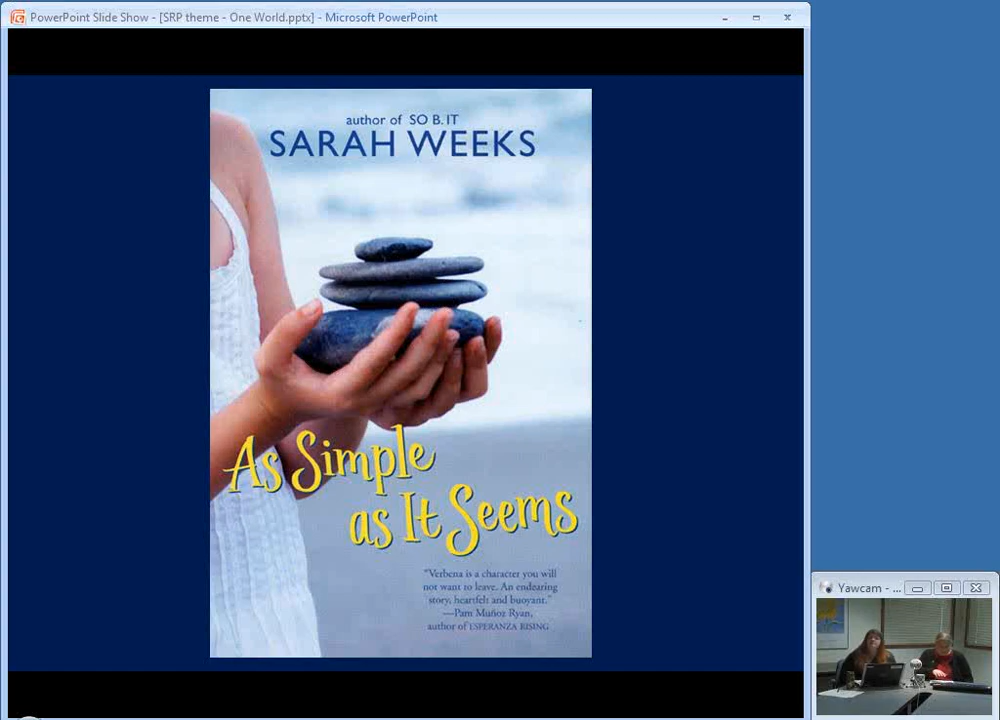 PowerPoint Slide Show - [SRP theme - One World.pptx] - Microsoft PowerPoint
author of SO B. IT
SARAH WEEKS
As Simple
as It Seems
"Verbena is a character you will
not want to leave. An endearing
story, heartfelt and buoyant."
—Pam Muñoz Ryan,
author of ESPERANZA RISING
Yawcam - ...